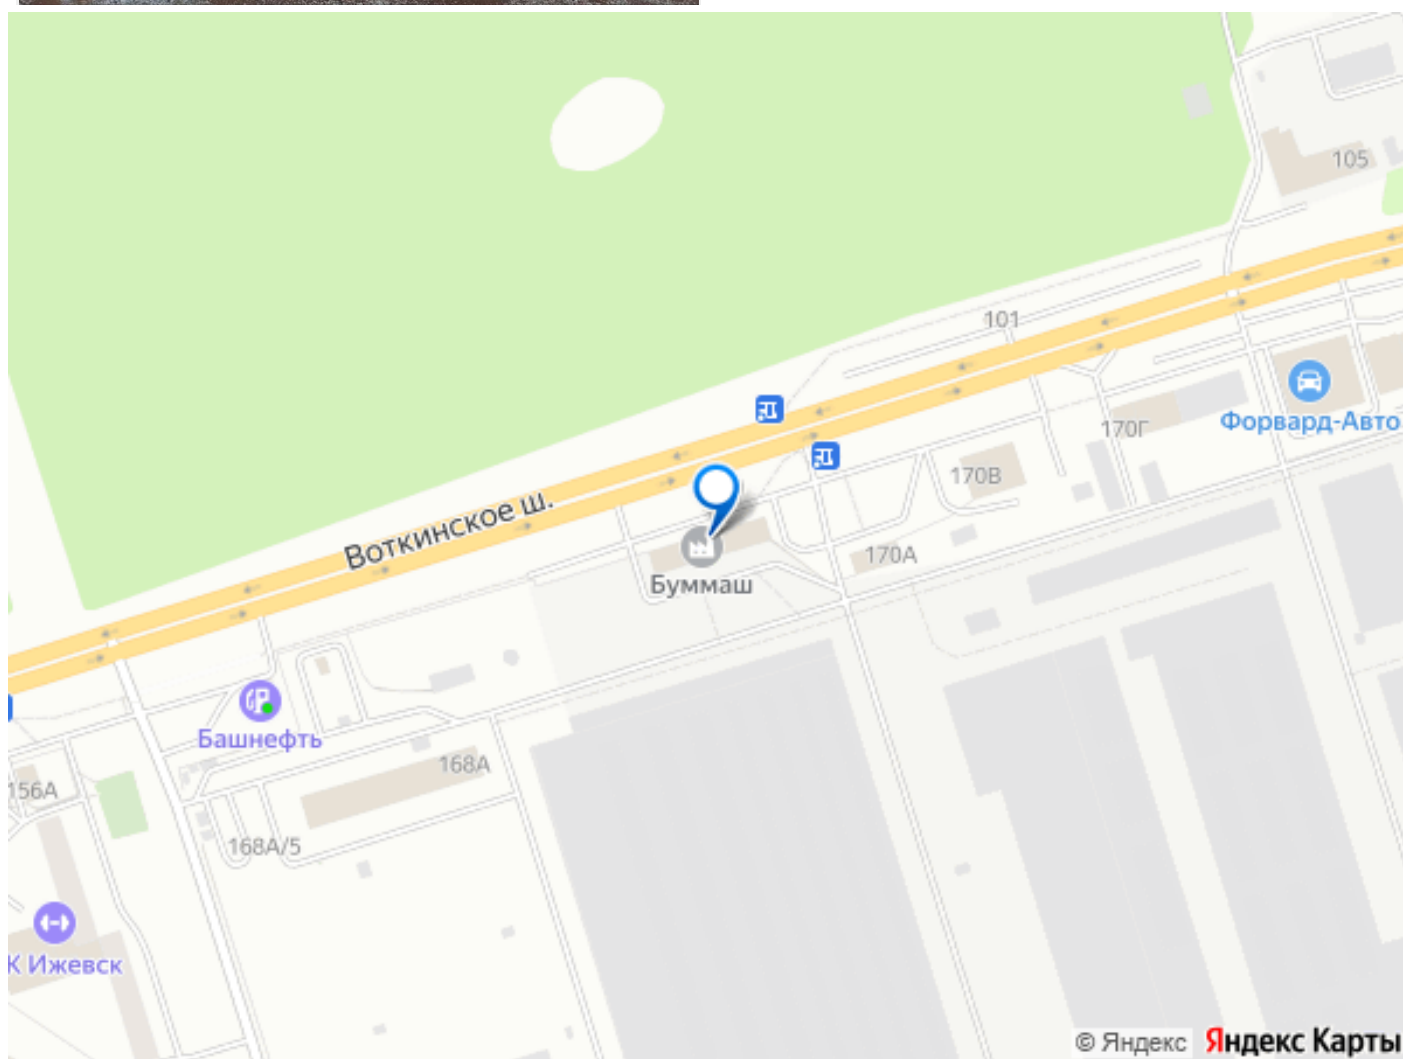 105
101
Форвард-Авто
170Г
170В
Воткинское ш.
170А
Буммаш
Башнефть
168А
156А
168А/5
К Ижевск
© Яндекс Яндекс Карты